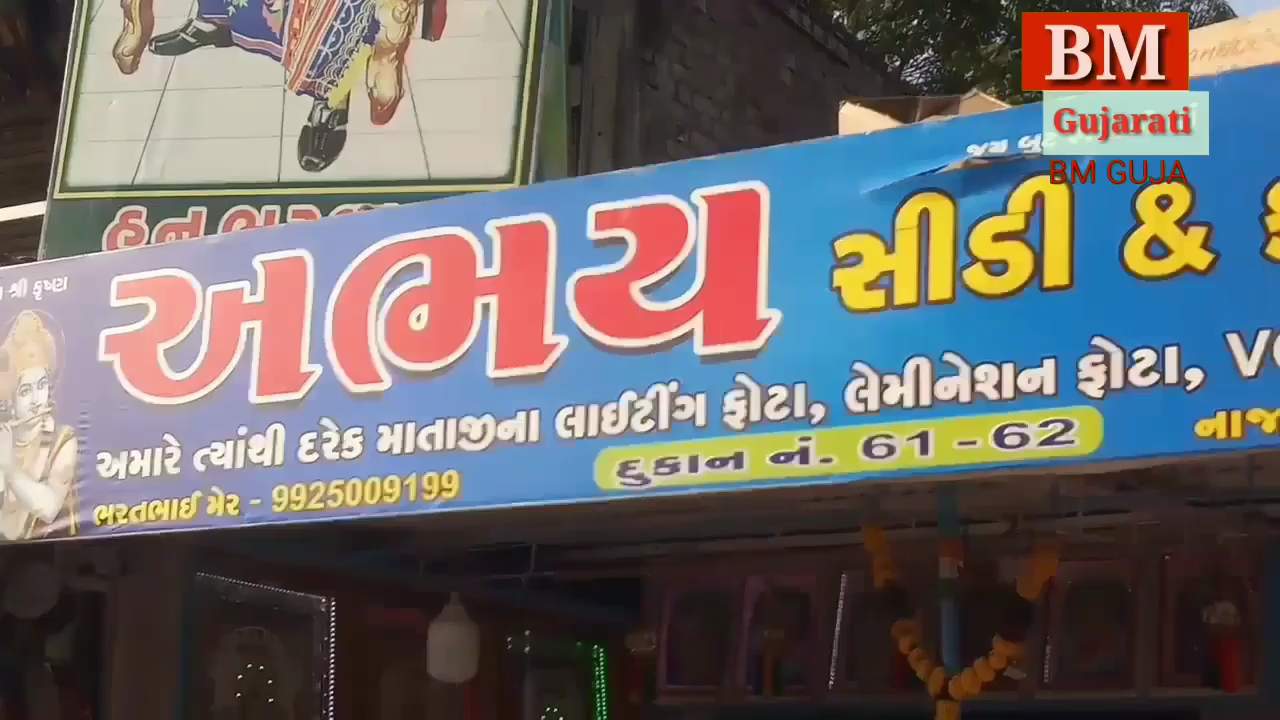 BM
Gujarati
BM GUJA
શ્રી કૃષ્ણ
અભય સીડી &
અમારે ત્યાંથી દરેક માતાજીના લાઈટીંગ ફોટા, લેમીનેશન ફોટા,
દુકાન નં. 61 - 62
ભરતભાઈ મેર - 9925009199